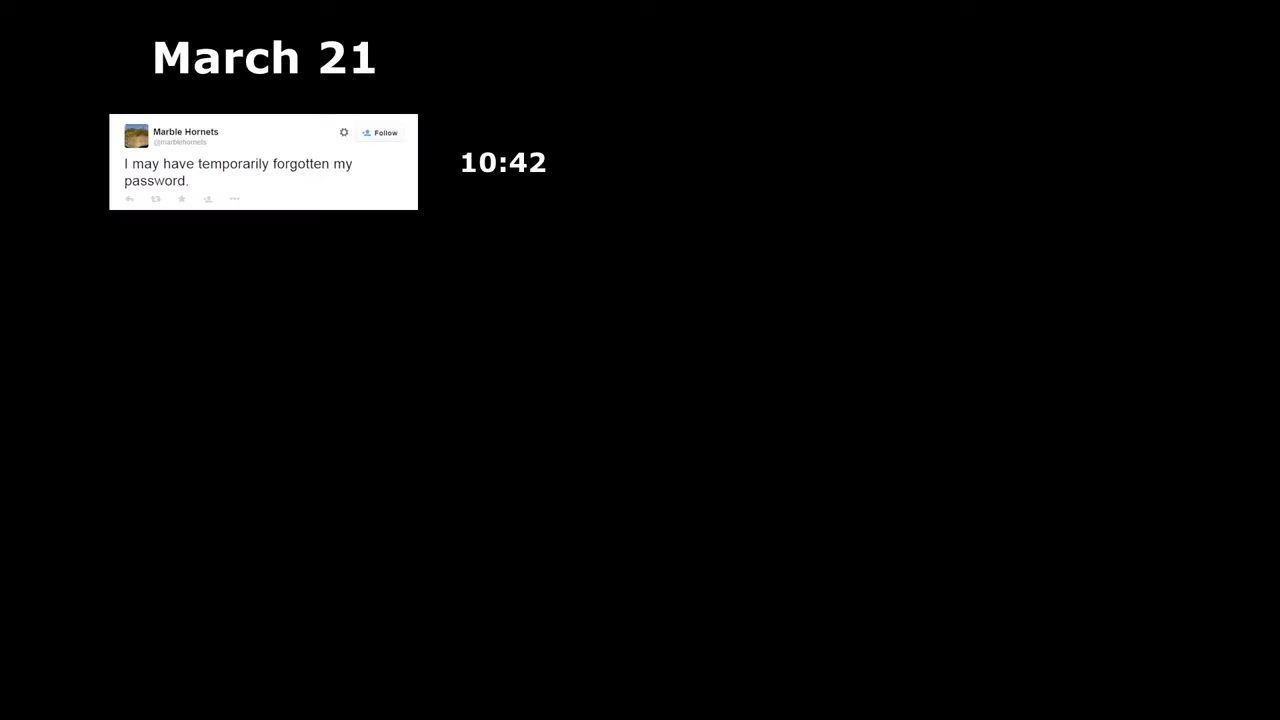 March 21
Marble Hornets
@marblehornets
Follow
I may have temporarily forgotten my
password.
10:42